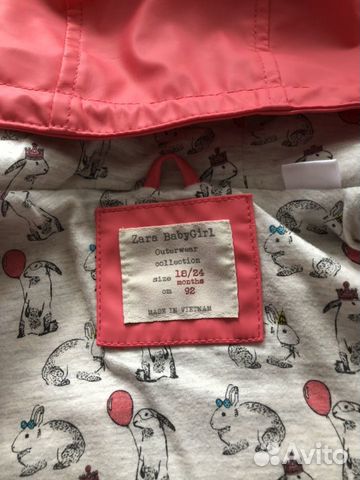 Zara BabyGirl
Outerwear
collection
size 18/24
months
cm 92
MADE IN VIETNAM
Avito